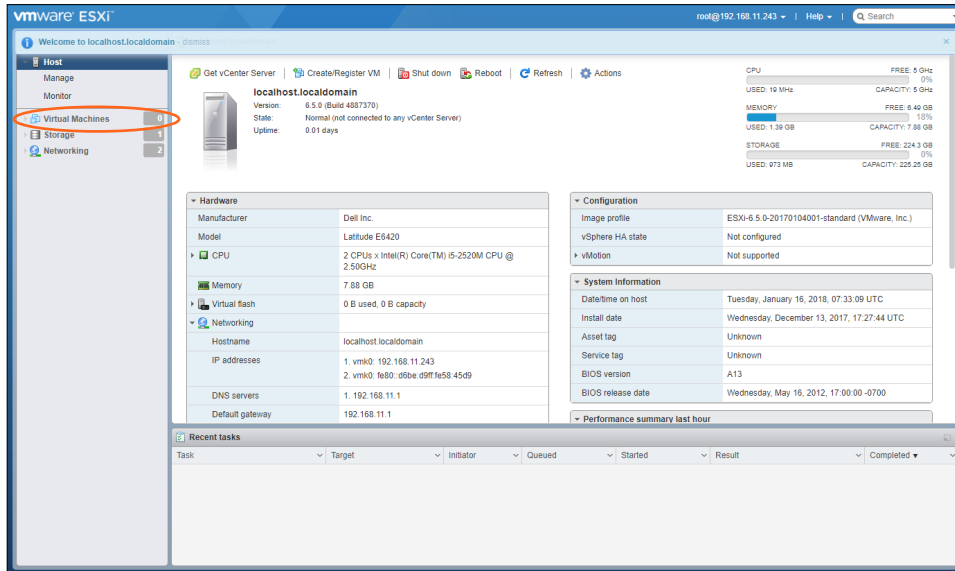 vmware ESXi™
root@192.168.11.243 | Help | Search
Welcome to localhost.localdomain - dismiss
Host
Manage
Monitor
Virtual Machines 0
Storage 1
Networking 2
Get vCenter Server | Create/Register VM | Shut down Reboot | Refresh | Actions
localhost.localdomain
Version: 6.5.0 (Build 4887370)
State: Normal (not connected to any vCenter Server)
Uptime: 0.01 days
CPU FREE: 5 GHz
0%
USED: 19 MHz CAPACITY: 5 GHz
MEMORY FREE: 6.49 GB
18%
USED: 1.39 GB CAPACITY: 7.88 GB
STORAGE FREE: 224.3 GB
0%
USED: 973 MB CAPACITY: 225.25 GB
Hardware
Manufacturer Dell Inc.
Model Latitude E6420
CPU 2 CPUs x Intel(R) Core(TM) i5-2520M CPU @
2.50GHz
Memory 7.88 GB
Virtual flash 0 B used, 0 B capacity
Networking
Hostname localhost.localdomain
IP addresses 1. vmk0: 192.168.11.243
2. vmk0: fe80::d6be:d9ff:fe58:45d9
DNS servers 1. 192.168.11.1
Default gateway 192.168.11.1
Configuration
Image profile ESXi-6.5.0-20170104001-standard (VMware, Inc.)
vSphere HA state Not configured
vMotion Not supported
System Information
Date/time on host Tuesday, January 16, 2018, 07:33:09 UTC
Install date Wednesday, December 13, 2017, 17:27:44 UTC
Asset tag Unknown
Service tag Unknown
BIOS version A13
BIOS release date Wednesday, May 16, 2012, 17:00:00 -0700
Performance summary last hour
Recent tasks
Task Target Initiator Queued Started Result Completed